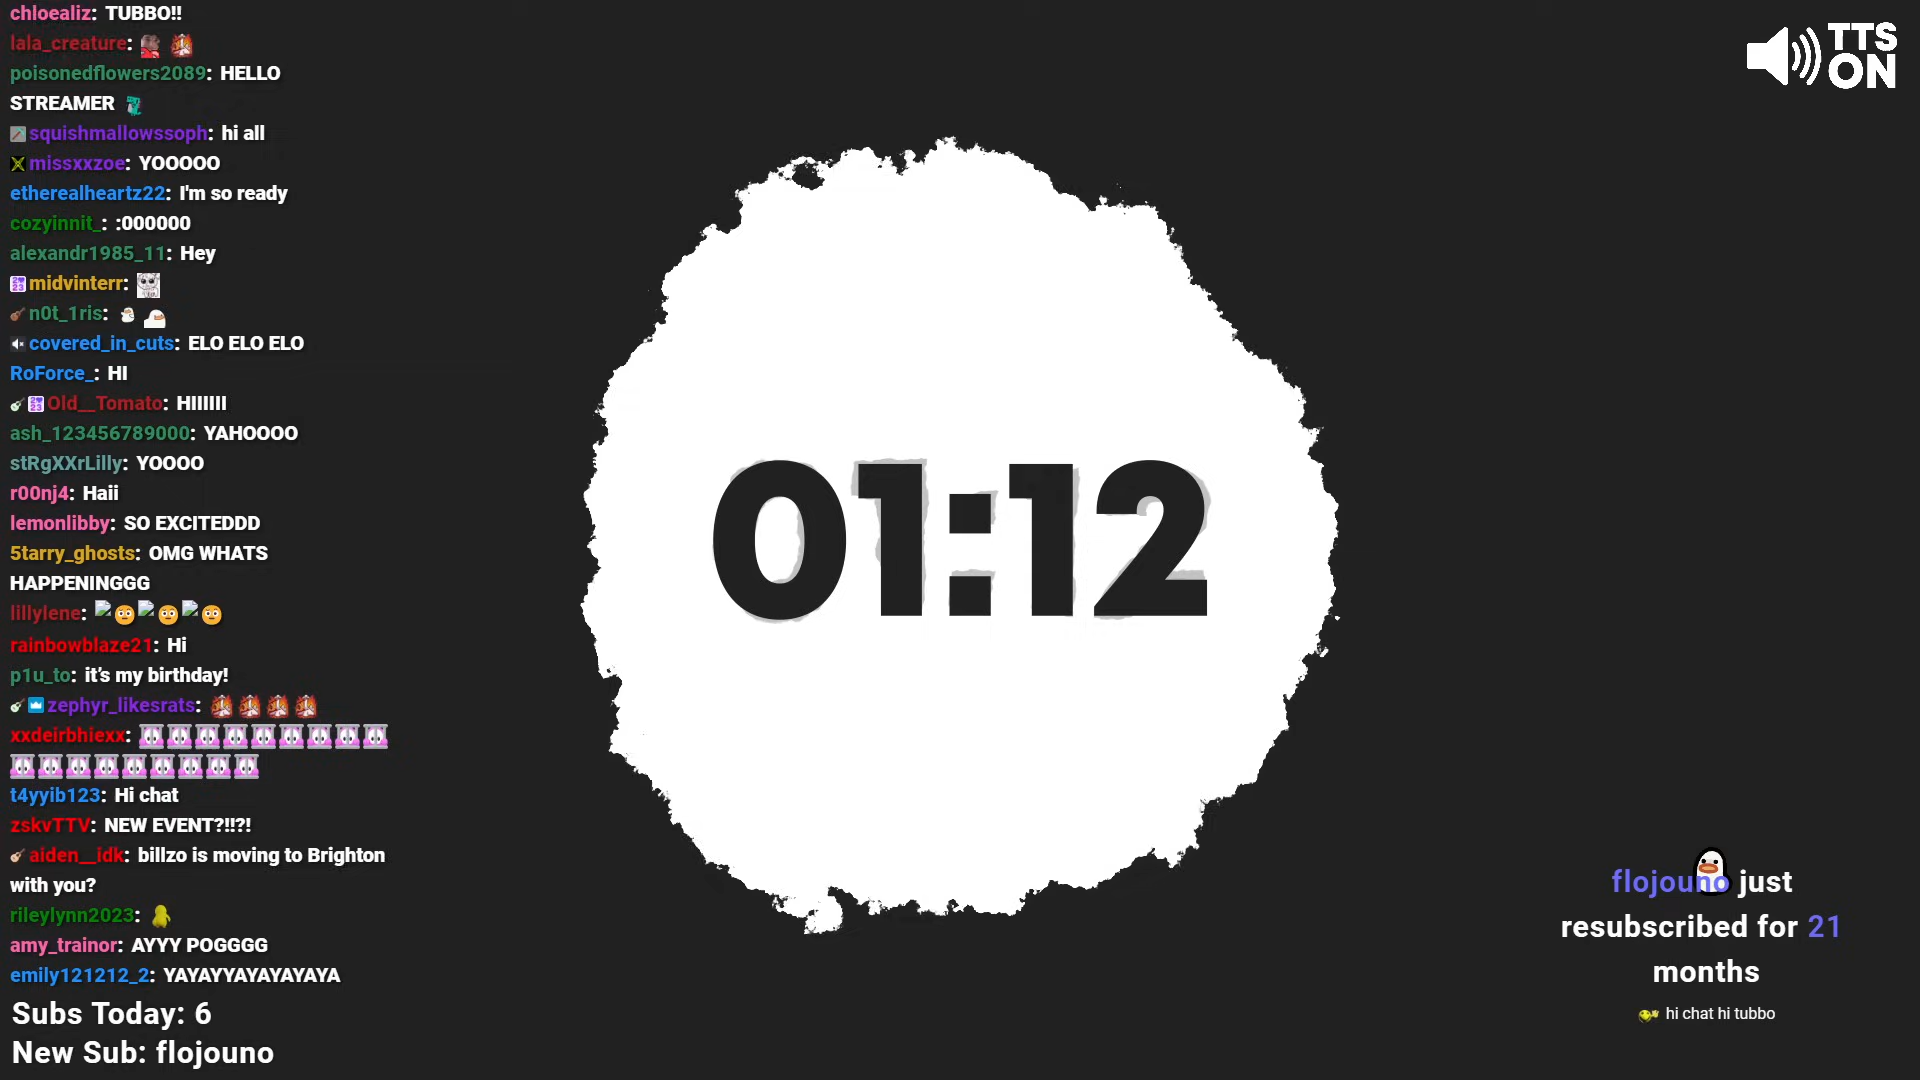 chloealiz: TUBBO!!
lala_creature:
poisonedflowers2089: HELLO
STREAMER
squishmallowssoph: hi all
missxxzoe: YOOOOO
etherealheartz22: I'm so ready
cozyinnit_: :000000
alexandr1985_11: Hey
midvinterr:
n0t_1ris:
covered_in_cuts: ELO ELO ELO
RoForce_: HI
Old__Tomato: HIIIIII
ash_123456789000: YAHOOOO
stRgXXrLilly: YOOOO
r00nj4: Haii
lemonlibby: SO EXCITEDDD
5tarry_ghosts: OMG WHATS
HAPPENINGGG
lillylene:
rainbowblaze21: Hi
p1u_to: it's my birthday!
zephyr_likesrats:
xxdeirbhiexx:
t4yyib123: Hi chat
zskvTTV: NEW EVENT?!!?!
aiden__idk: billzo is moving to Brighton
with you?
rileylynn2023:
amy_trainor: AYYY POGGGG
emily121212_2: YAYAYYAYAYAYAYA
Subs Today: 6
New Sub: flojouno
01:12
TTS
ON
flojouno just
resubscribed for 21
months
hi chat hi tubbo